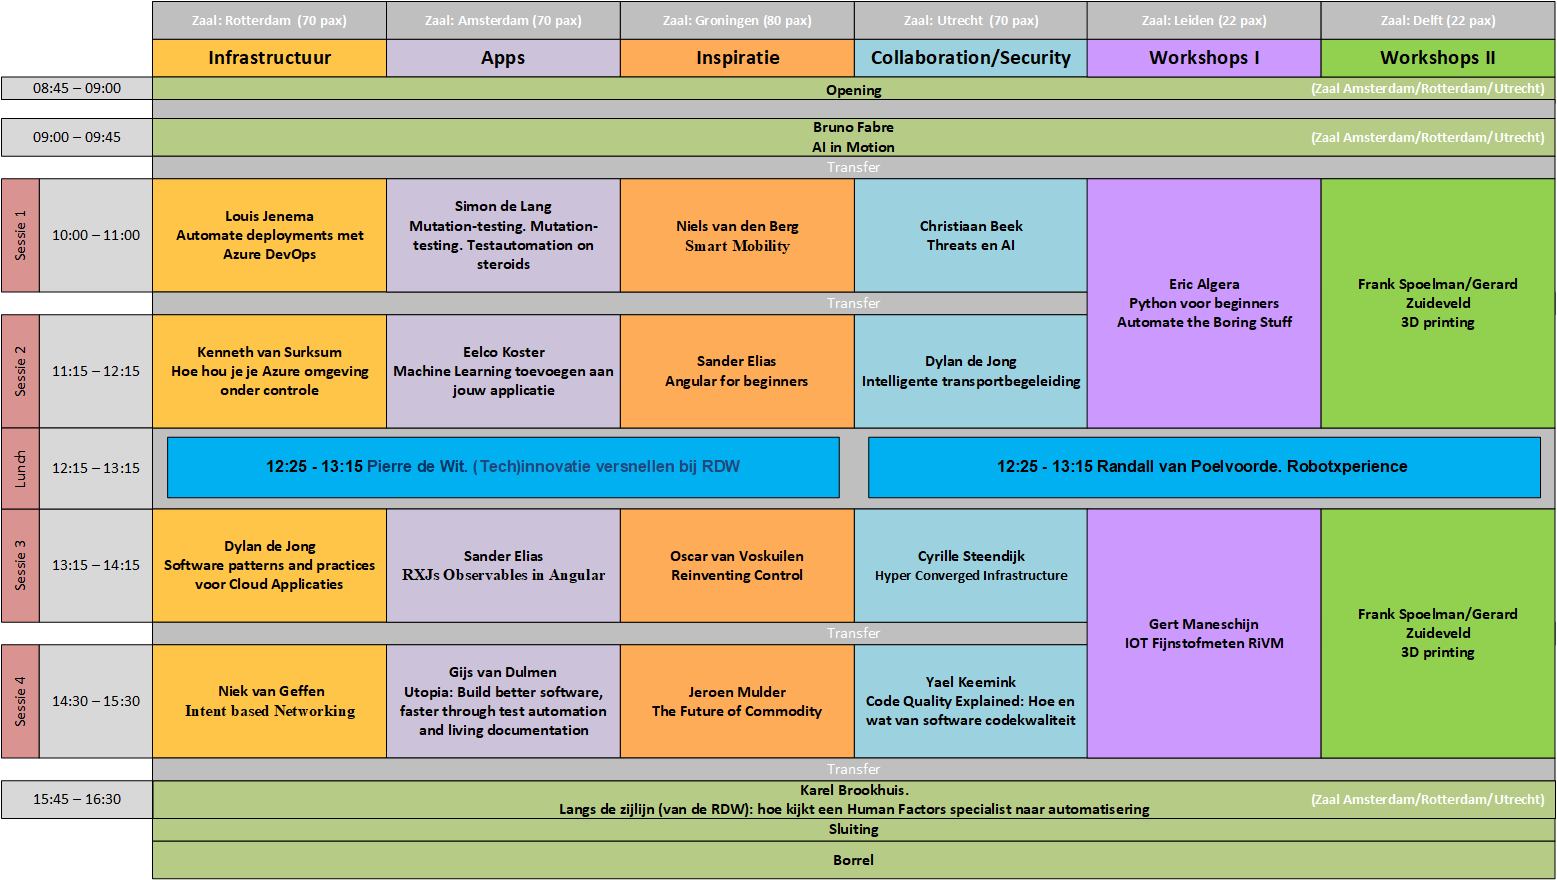 Zaal: Rotterdam (70 pax)
Zaal: Amsterdam (70 pax)
Zaal: Groningen (80 pax)
Zaal: Utrecht (70 pax)
Zaal: Leiden (22 pax)
Zaal: Delft (22 pax)
Infrastructuur
Apps
Inspiratie
Collaboration/Security
Workshops I
Workshops II
08:45 – 09:00
Opening
(Zaal Amsterdam/Rotterdam/Utrecht)
09:00 – 09:45
Bruno Fabre
AI in Motion
(Zaal Amsterdam/Rotterdam/Utrecht)
Transfer
Sessie 1
10:00 – 11:00
Louis Jenema
Automate deployments met
Azure DevOps
Simon de Lang
Mutation-testing. Mutation-
testing. Testautomation on
steroids
Niels van den Berg
Smart Mobility
Christiaan Beek
Threats en AI
Eric Algera
Python voor beginners
Automate the Boring Stuff
Frank Spoelman/Gerard
Zuideveld
3D printing
Transfer
Sessie 2
11:15 – 12:15
Kenneth van Surksum
Hoe hou je je Azure omgeving
onder controle
Eelco Koster
Machine Learning toevoegen aan
jouw applicatie
Sander Elias
Angular for beginners
Dylan de Jong
Intelligente transportbegeleiding
Lunch
12:15 – 13:15
12:25 - 13:15 Pierre de Wit. (Tech)innovatie versnellen bij RDW
12:25 - 13:15 Randall van Poelvoorde. Robotxperience
Sessie 3
13:15 – 14:15
Dylan de Jong
Software patterns and practices
voor Cloud Applicaties
Sander Elias
RXJs Observables in Angular
Oscar van Voskuilen
Reinventing Control
Cyrille Steendijk
Hyper Converged Infrastructure
Gert Maneschijn
IOT Fijnstofmeten RiVM
Frank Spoelman/Gerard
Zuideveld
3D printing
Transfer
Sessie 4
14:30 – 15:30
Niek van Geffen
Intent based Networking
Gijs van Dulmen
Utopia: Build better software,
faster through test automation
and living documentation
Jeroen Mulder
The Future of Commodity
Yael Keemink
Code Quality Explained: Hoe en
wat van software codekwaliteit
Transfer
15:45 – 16:30
Karel Brookhuis.
Langs de zijlijn (van de RDW): hoe kijkt een Human Factors specialist naar automatisering
(Zaal Amsterdam/Rotterdam/Utrecht)
Sluiting
Borrel